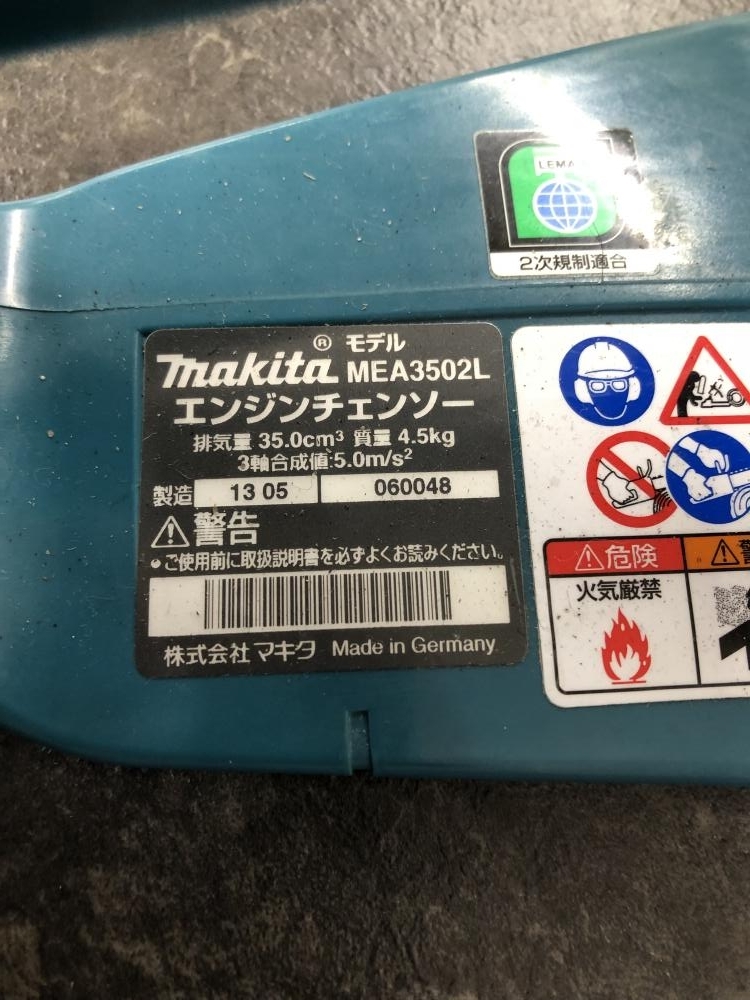 LEMA
2次規制適合
makita® モデル MEA3502L
エンジンチェンソー
排気量 35.0cm³ 質量 4.5kg
3軸合成値:5.0m/s²
製造 13 05 060048
⚠警告
●ご使用前に取扱説明書を必ずよくお読みください。
株式会社 マキタ Made in Germany
⚠危険
火気厳禁